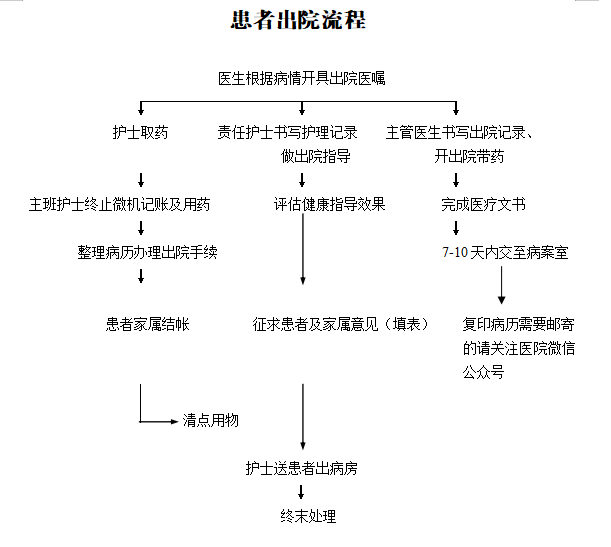 患者出院流程
医生根据病情开具出院医嘱
护士取药
责任护士书写护理记录
做出院指导
主管医生书写出院记录、
开出院带药
主班护士终止微机记账及用药
评估健康指导效果
完成医疗文书
整理病历办理出院手续
7-10 天内交至病案室
患者家属结帐
征求患者及家属意见（填表）
复印病历需要邮寄
的请关注医院微信
公众号
清点用物
护士送患者出病房
终末处理